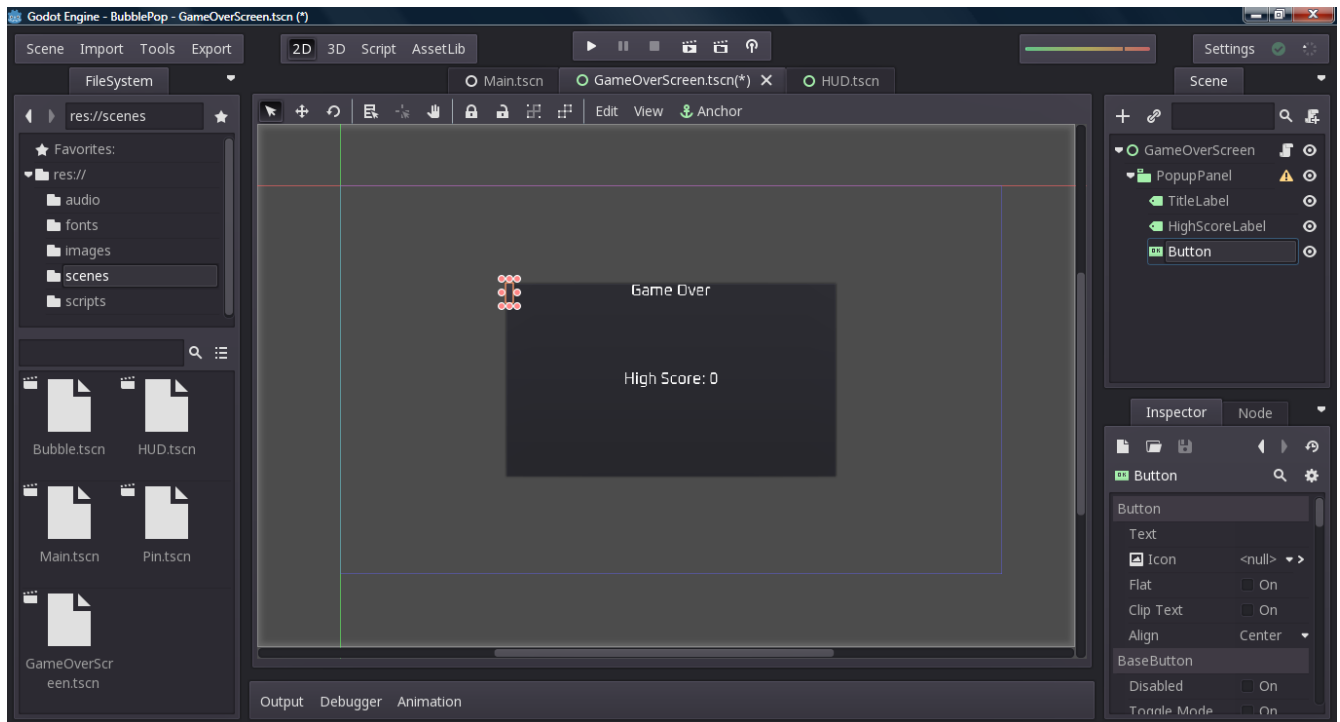 Godot Engine - BubblePop - GameOverScreen.tscn (*)
Scene Import Tools Export
2D 3D Script AssetLib
Settings
FileSystem
Main.tscn
GameOverScreen.tscn(*)
HUD.tscn
Scene
res://scenes
Edit View Anchor
Favorites:
res://
audio
fonts
images
scenes
scripts
Bubble.tscn
HUD.tscn
Main.tscn
Pin.tscn
GameOverScr
een.tscn
Game Over
High Score: 0
Output Debugger Animation
GameOverScreen
PopupPanel
TitleLabel
HighScoreLabel
OK Button
Inspector Node
OK Button
Button
Text
Icon <null>
Flat On
Clip Text On
Align Center
BaseButton
Disabled On
Toggle Mode On